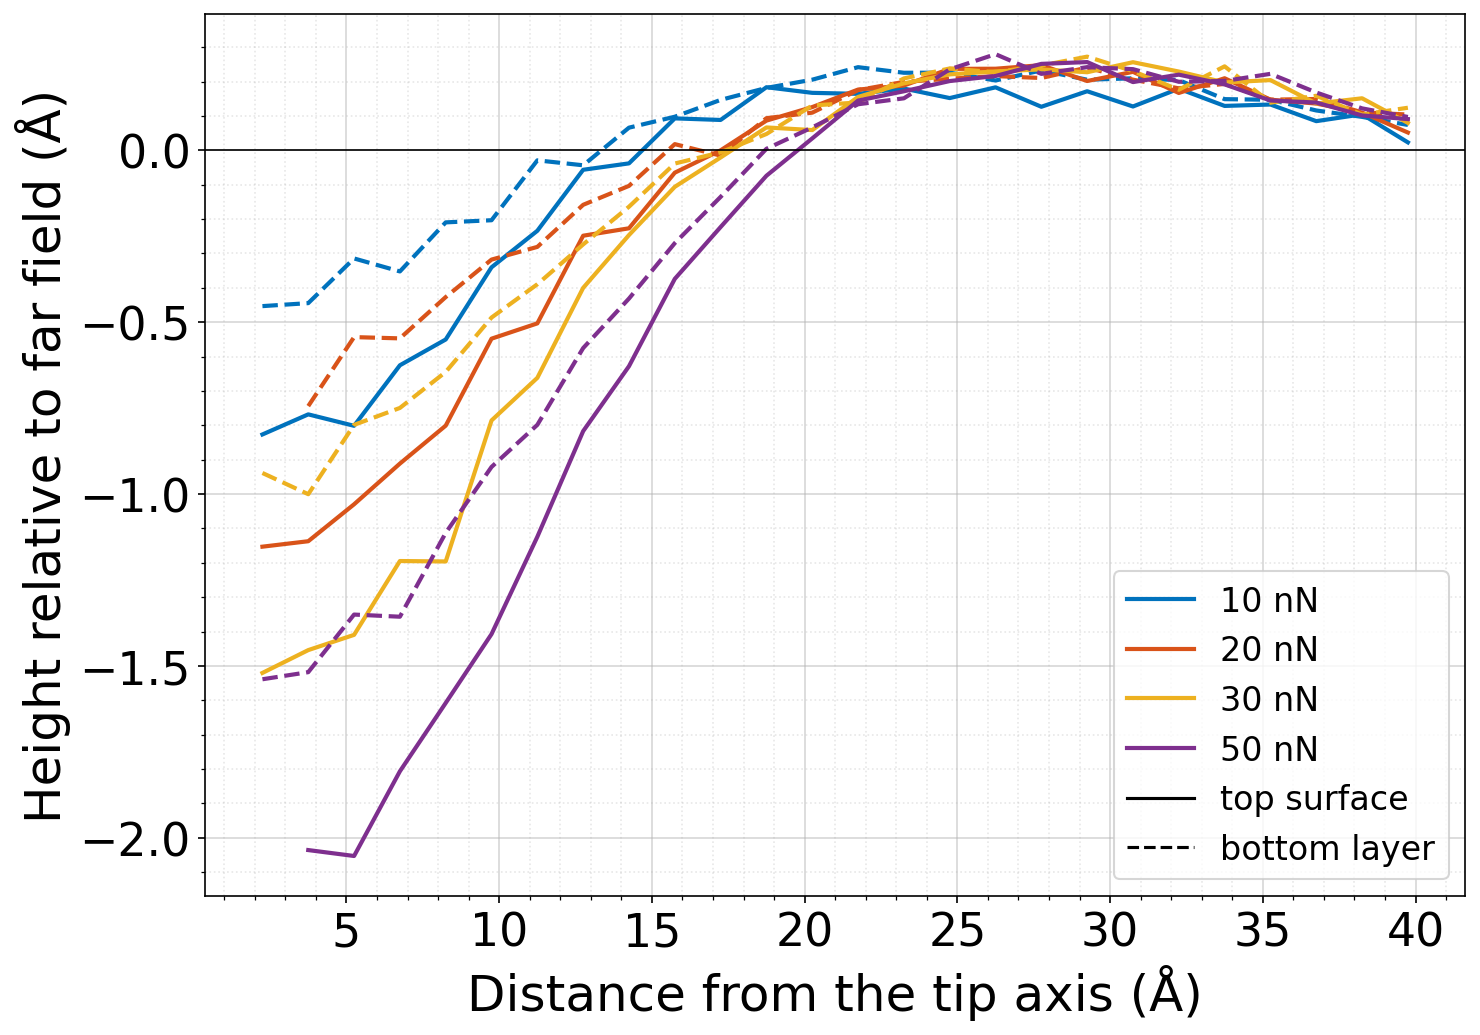 Height relative to far field (Å)
0.0
−0.5
−1.0
−1.5
−2.0
10 nN
20 nN
30 nN
50 nN
top surface
bottom layer
5 10 15 20 25 30 35 40
Distance from the tip axis (Å)